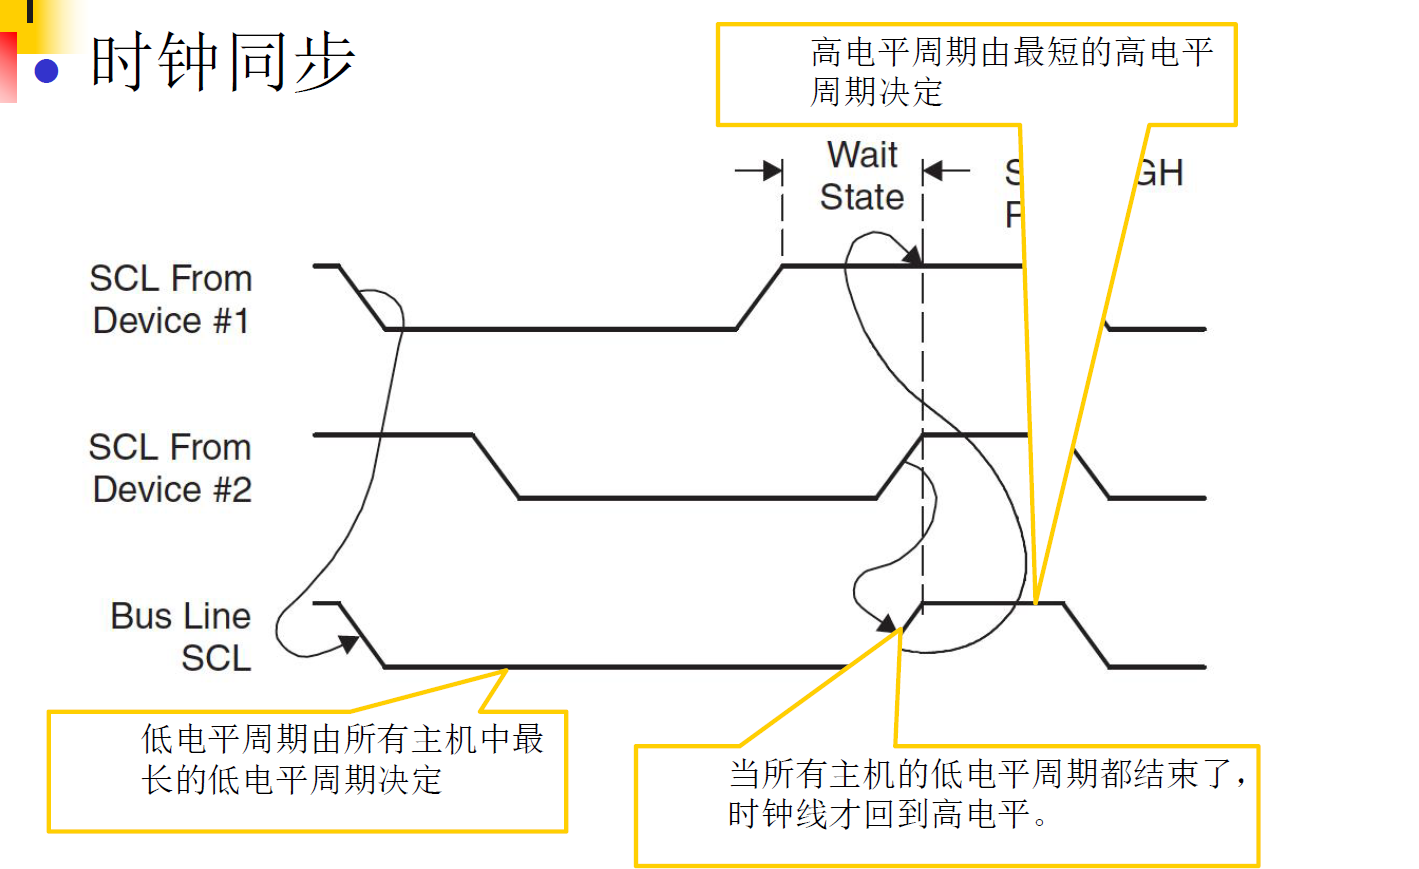 时钟同步
高电平周期由最短的高电平
周期决定
Wait
State
S GH
P
SCL From
Device #1
SCL From
Device #2
Bus Line
SCL
低电平周期由所有主机中最
长的低电平周期决定
当所有主机的低电平周期都结束了，
时钟线才回到高电平。